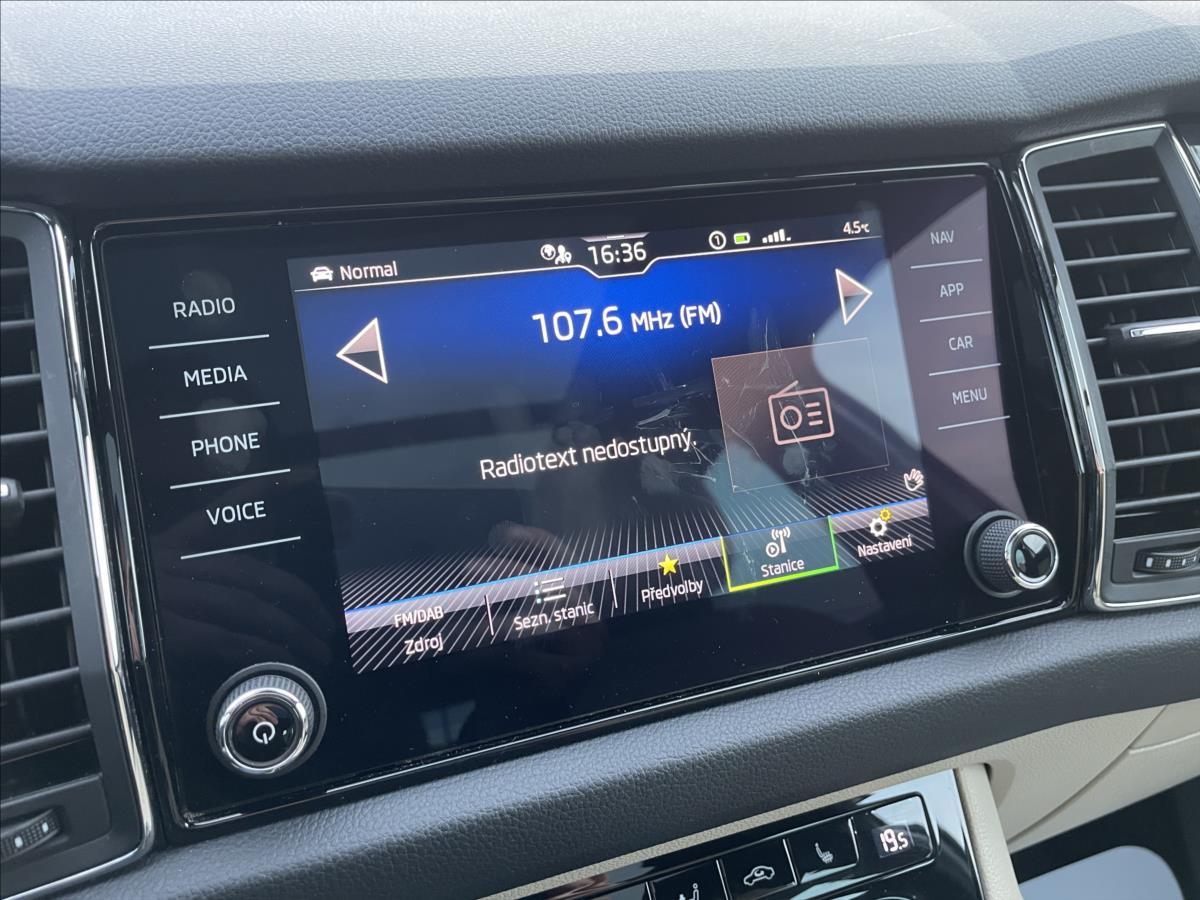 Normal
16:36
1
4.5°C
107.6 MHz (FM)
Radiotext nedostupný.
FM/DAB
Zdroj
Sezn. stanic
Předvolby
Stanice
Nastavení
RADIO
MEDIA
PHONE
VOICE
NAV
APP
CAR
MENU
19.5